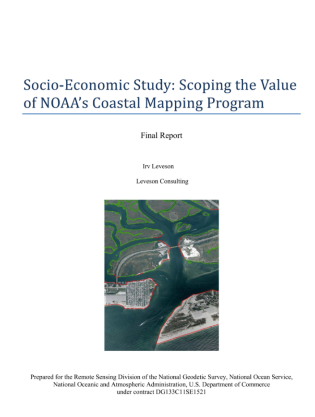 Socio-Economic Study: Scoping the Value
of NOAA's Coastal Mapping Program
Final Report
Irv Leveson
Leveson Consulting
Prepared for the Remote Sensing Division of the National Geodetic Survey, National Ocean Service,
National Oceanic and Atmospheric Administration, U.S. Department of Commerce
under contract DG133C11SE1521